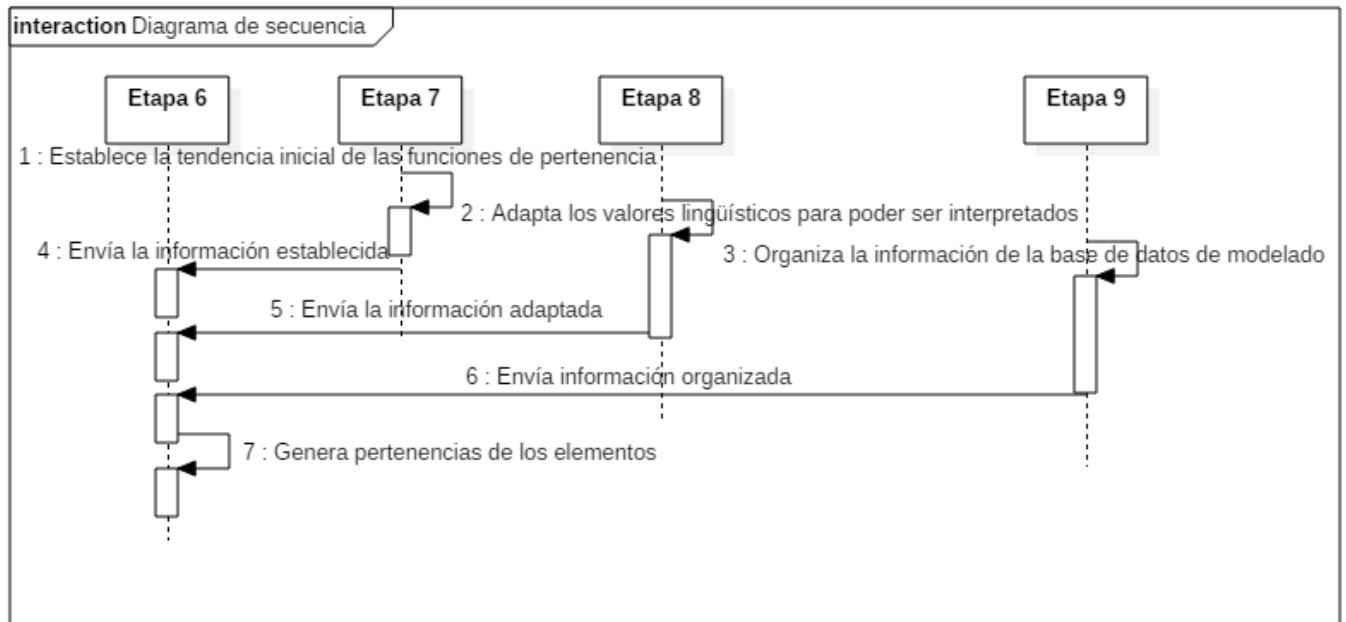 interaction Diagrama de secuencia
Etapa 6
Etapa 7
Etapa 8
Etapa 9
1 : Establece la tendencia inicial de las funciones de pertenencia
2 : Adapta los valores lingüísticos para poder ser interpretados
3 : Organiza la información de la base de datos de modelado
4 : Envía la información establecida
5 : Envía la información adaptada
6 : Envía información organizada
7 : Genera pertenencias de los elementos